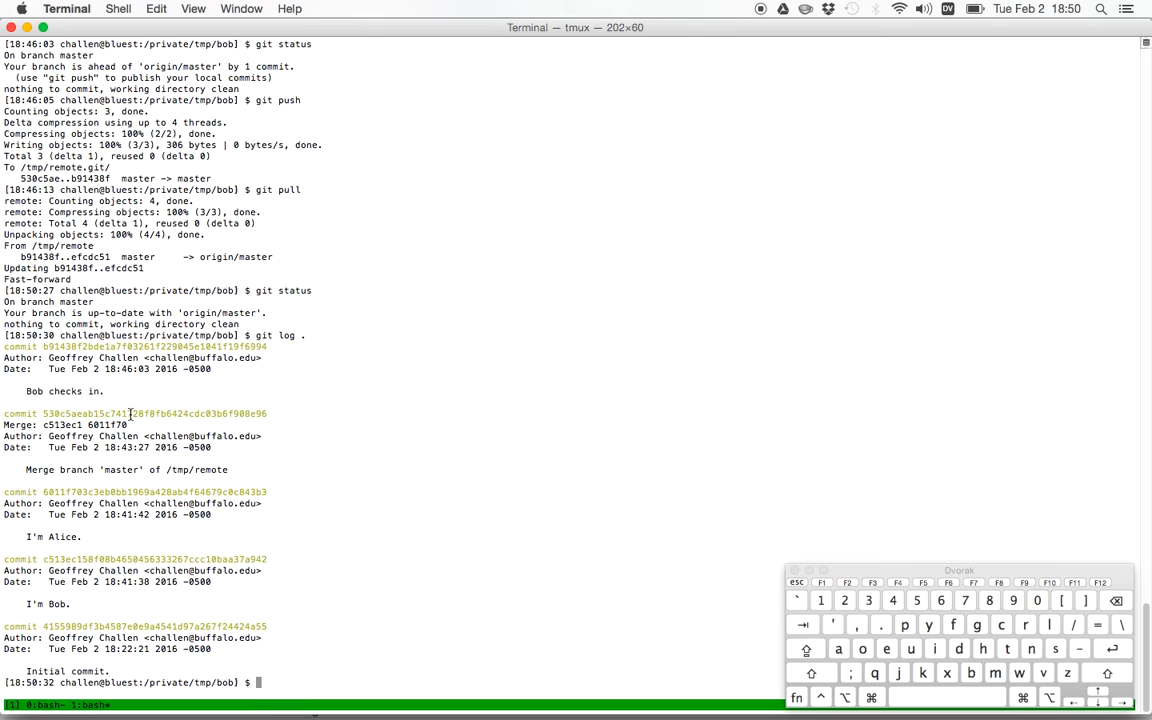 Terminal Shell Edit View Window Help DV Tue Feb 2 18:50
Terminal — tmux — 202×60
[18:46:03 challen@bluest:/private/tmp/bob] $ git status
On branch master
Your branch is ahead of 'origin/master' by 1 commit.
(use "git push" to publish your local commits)
nothing to commit, working directory clean
[18:46:05 challen@bluest:/private/tmp/bob] $ git push
Counting objects: 3, done.
Delta compression using up to 4 threads.
Compressing objects: 100% (2/2), done.
Writing objects: 100% (3/3), 306 bytes | 0 bytes/s, done.
Total 3 (delta 1), reused 0 (delta 0)
To /tmp/remote.git/
530c5ae..b91438f master -> master
[18:46:13 challen@bluest:/private/tmp/bob] $ git pull
remote: Counting objects: 4, done.
remote: Compressing objects: 100% (3/3), done.
remote: Total 4 (delta 1), reused 0 (delta 0)
Unpacking objects: 100% (4/4), done.
From /tmp/remote
b91438f..efcdc51 master -> origin/master
Updating b91438f..efcdc51
Fast-forward
[18:50:27 challen@bluest:/private/tmp/bob] $ git status
On branch master
Your branch is up-to-date with 'origin/master'.
nothing to commit, working directory clean
[18:50:30 challen@bluest:/private/tmp/bob] $ git log .
commit b91438f2bde1a7f03261f229045e1041f19f6994
Author: Geoffrey Challen <challen@buffalo.edu>
Date: Tue Feb 2 18:46:03 2016 -0500
Bob checks in.
commit
Merge: c513ec1 6011f70
Author: Geoffrey Challen <challen@buffalo.edu>
Date: Tue Feb 2 18:43:27 2016 -0500
Merge branch 'master' of /tmp/remote
commit 6011f703c3eb0bb1969a428ab4f64679c0c843b3
Author: Geoffrey Challen <challen@buffalo.edu>
Date: Tue Feb 2 18:41:42 2016 -0500
I'm Alice.
commit c513ec158f08b4650456333267ccc10baa37a942
Author: Geoffrey Challen <challen@buffalo.edu>
Date: Tue Feb 2 18:41:38 2016 -0500
I'm Bob.
commit 4155989df3b4587e0e9a4541d97a267f24424a55
Author: Geoffrey Challen <challen@buffalo.edu>
Date: Tue Feb 2 18:22:21 2016 -0500
Initial commit.
[18:50:32 challen@bluest:/private/tmp/bob] $
[1] 0:bash- 1:bash*
Dvorak
esc F1 F2 F3 F4 F5 F6 F7 F8 F9 F10 F11 F12
` 1 2 3 4 5 6 7 8 9 0 [ ]
' , . p y f g c r l / = \
a o e u i d h t n s -
; q j k x b m w v z
fn